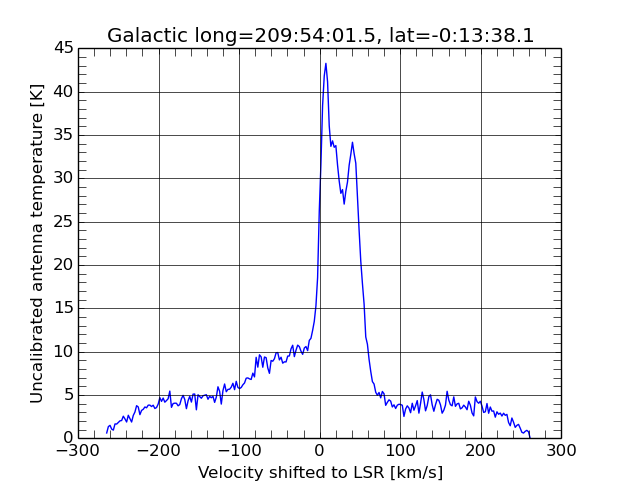 Galactic long=209:54:01.5, lat=-0:13:38.1
45
40
35
30
25
20
15
10
5
0
Uncalibrated antenna temperature [K]
−300 −200 −100 0 100 200 300
Velocity shifted to LSR [km/s]